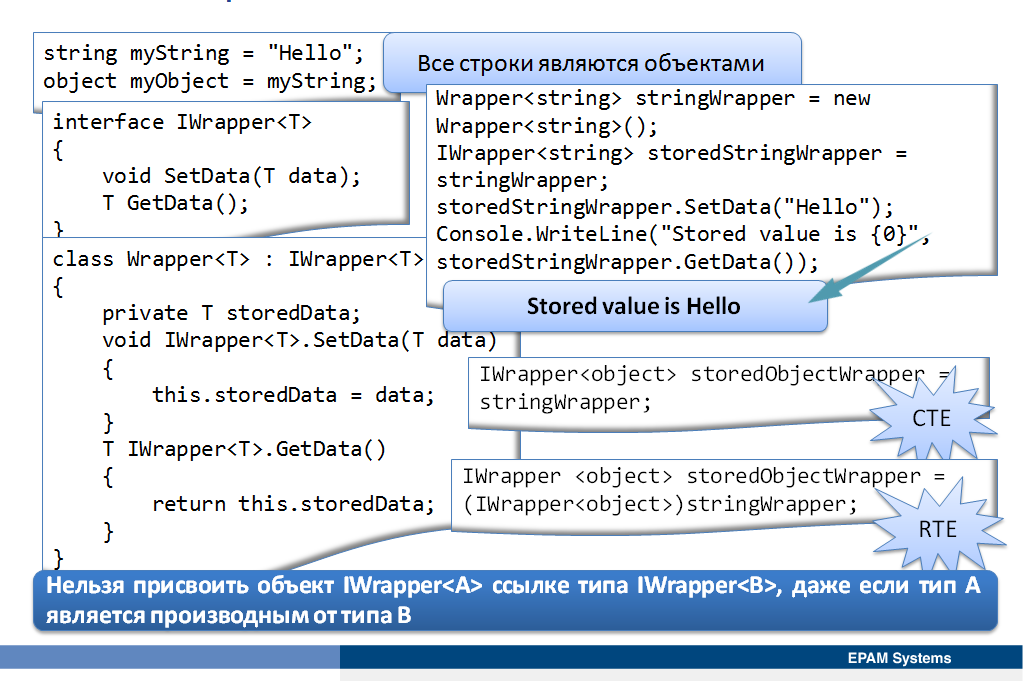 string myString = "Hello";
object myObject = myString;
Все строки являются объектами
interface IWrapper<T>
{
    void SetData(T data);
    T GetData();
}
Wrapper<string> stringWrapper = new
Wrapper<string>();
IWrapper<string> storedStringWrapper =
stringWrapper;
storedStringWrapper.SetData("Hello");
Console.WriteLine("Stored value is {0}",
storedStringWrapper.GetData());
Stored value is Hello
class Wrapper<T> : IWrapper<T>
{
    private T storedData;
    void IWrapper<T>.SetData(T data)
    {
        this.storedData = data;
    }
    T IWrapper<T>.GetData()
    {
        return this.storedData;
    }
}
IWrapper<object> storedObjectWrapper =
stringWrapper;
CTE
IWrapper <object> storedObjectWrapper =
(IWrapper<object>)stringWrapper;
RTE
Нельзя присвоить объект IWrapper<A> ссылке типа IWrapper<B>, даже если тип A
является производным от типа B
EPAM Systems